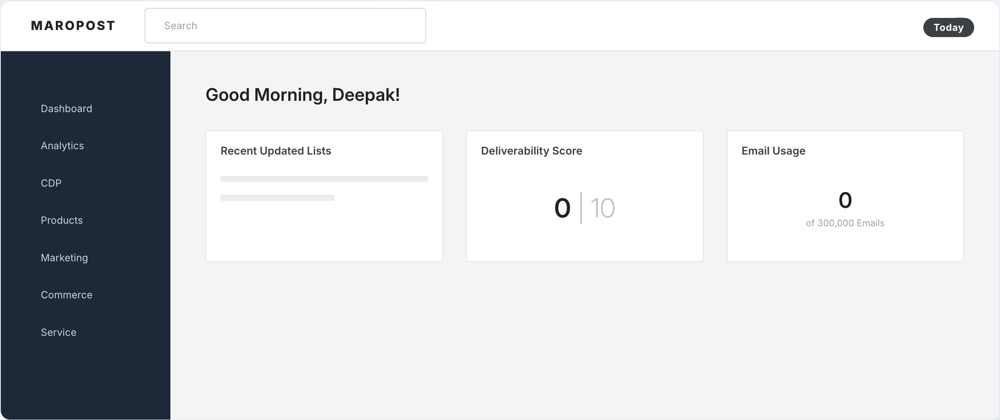 MAROPOST
Search
Today
Dashboard
Analytics
CDP
Products
Marketing
Commerce
Service
Good Morning, Deepak!
Recent Updated Lists
Deliverability Score
0 | 10
Email Usage
0
of 300,000 Emails